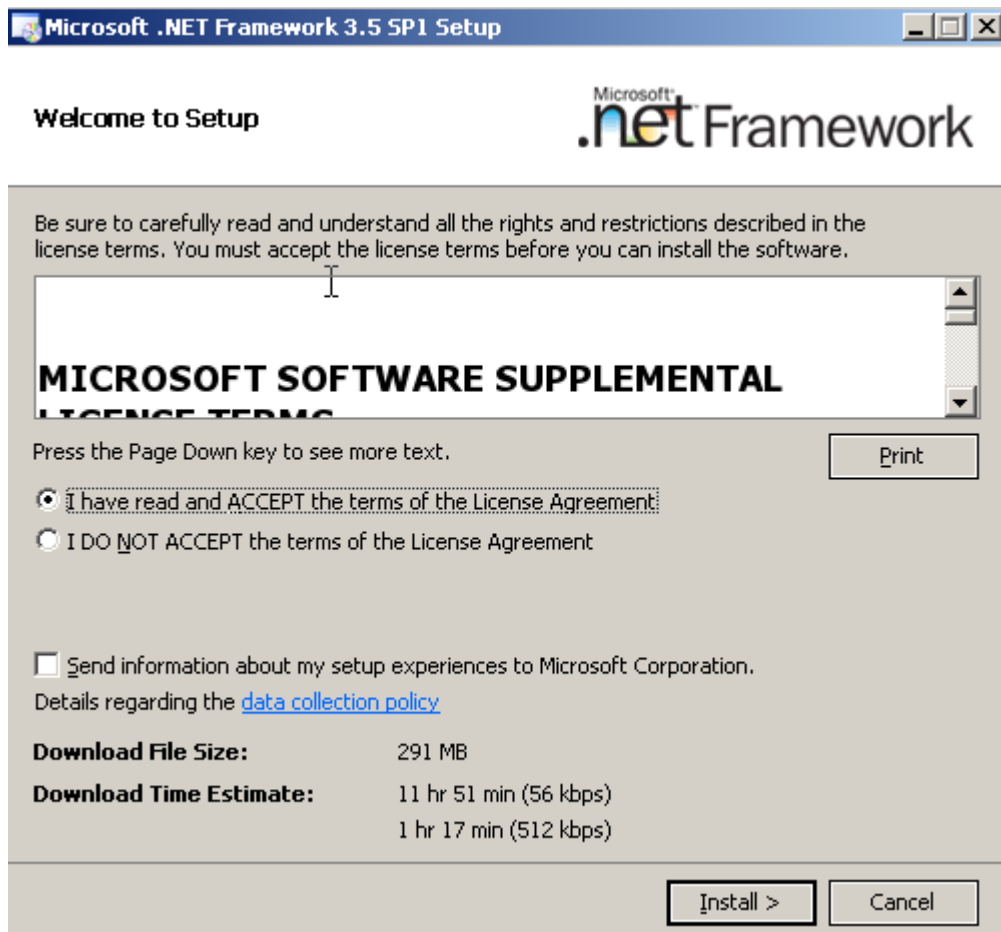 Microsoft .NET Framework 3.5 SP1 Setup
Welcome to Setup
Microsoft
.net Framework
Be sure to carefully read and understand all the rights and restrictions described in the
license terms. You must accept the license terms before you can install the software.
MICROSOFT SOFTWARE SUPPLEMENTAL
LICENSE TERMS
Press the Page Down key to see more text.
Print
I have read and ACCEPT the terms of the License Agreement
I DO NOT ACCEPT the terms of the License Agreement
Send information about my setup experiences to Microsoft Corporation.
Details regarding the data collection policy
Download File Size: 291 MB
Download Time Estimate: 11 hr 51 min (56 kbps)
1 hr 17 min (512 kbps)
Install > Cancel